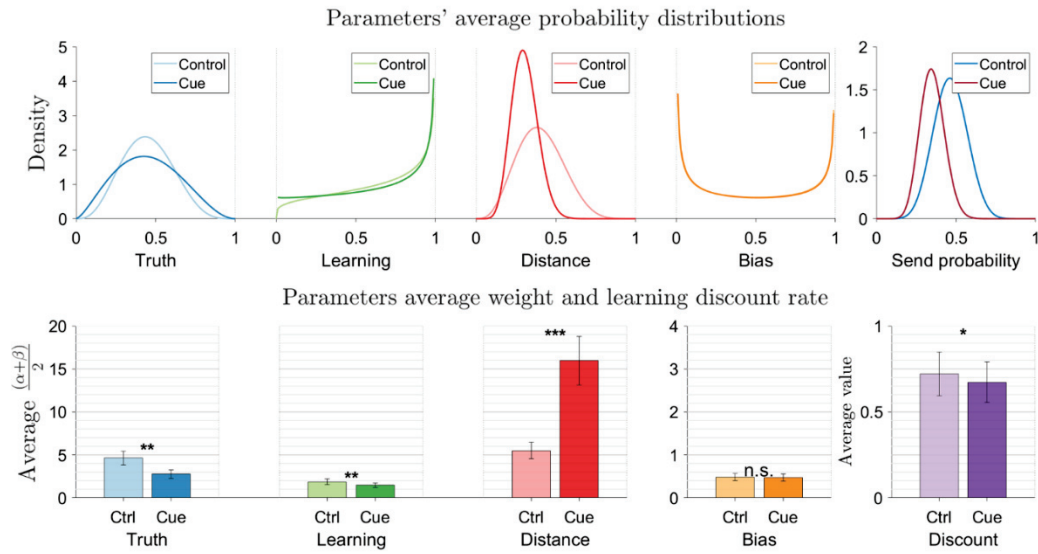 Parameters’ average probability distributions
Density
5
4
3
2
1
0
Control
Cue
0 0.5 1
Truth
Control
Cue
0 0.5 1
Learning
Control
Cue
0 0.5 1
Distance
Control
Cue
0 0.5 1
Bias
2
1.5
1
0.5
0
Control
Cue
0 0.5 1
Send probability
Parameters average weight and learning discount rate
Average (α+β)/2
20
15
10
5
0
**
Ctrl Cue
Truth
**
Ctrl Cue
Learning
***
Ctrl Cue
Distance
4
3
2
1
0
n.s.
Ctrl Cue
Bias
Average value
1
0.5
0
*
Ctrl Cue
Discount